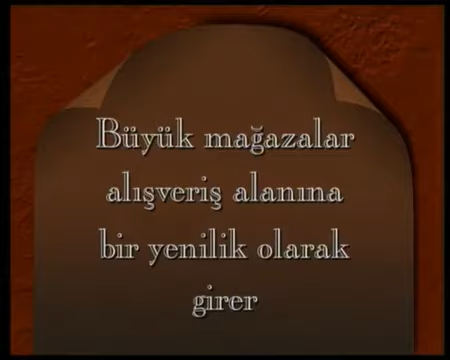 Büyük mağazalar
alışveriş alanına
bir yenilik olarak
girer